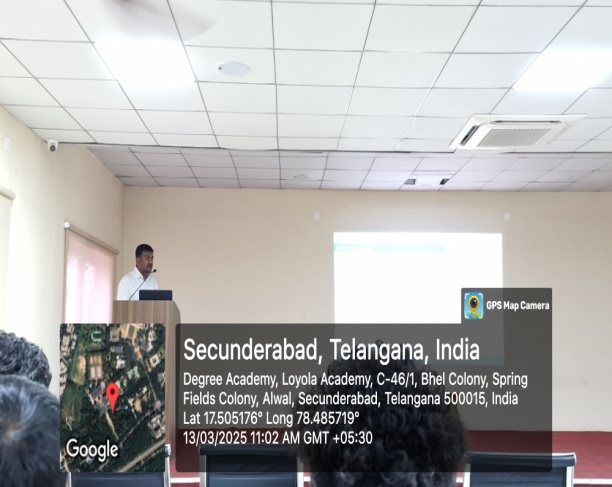 GPS Map Camera
Secunderabad, Telangana, India
Degree Academy, Loyola Academy, C-46/1, Bhel Colony, Spring
Fields Colony, Alwal, Secunderabad, Telangana 500015, India
Lat 17.505176° Long 78.485719°
13/03/2025 11:02 AM GMT +05:30
Google